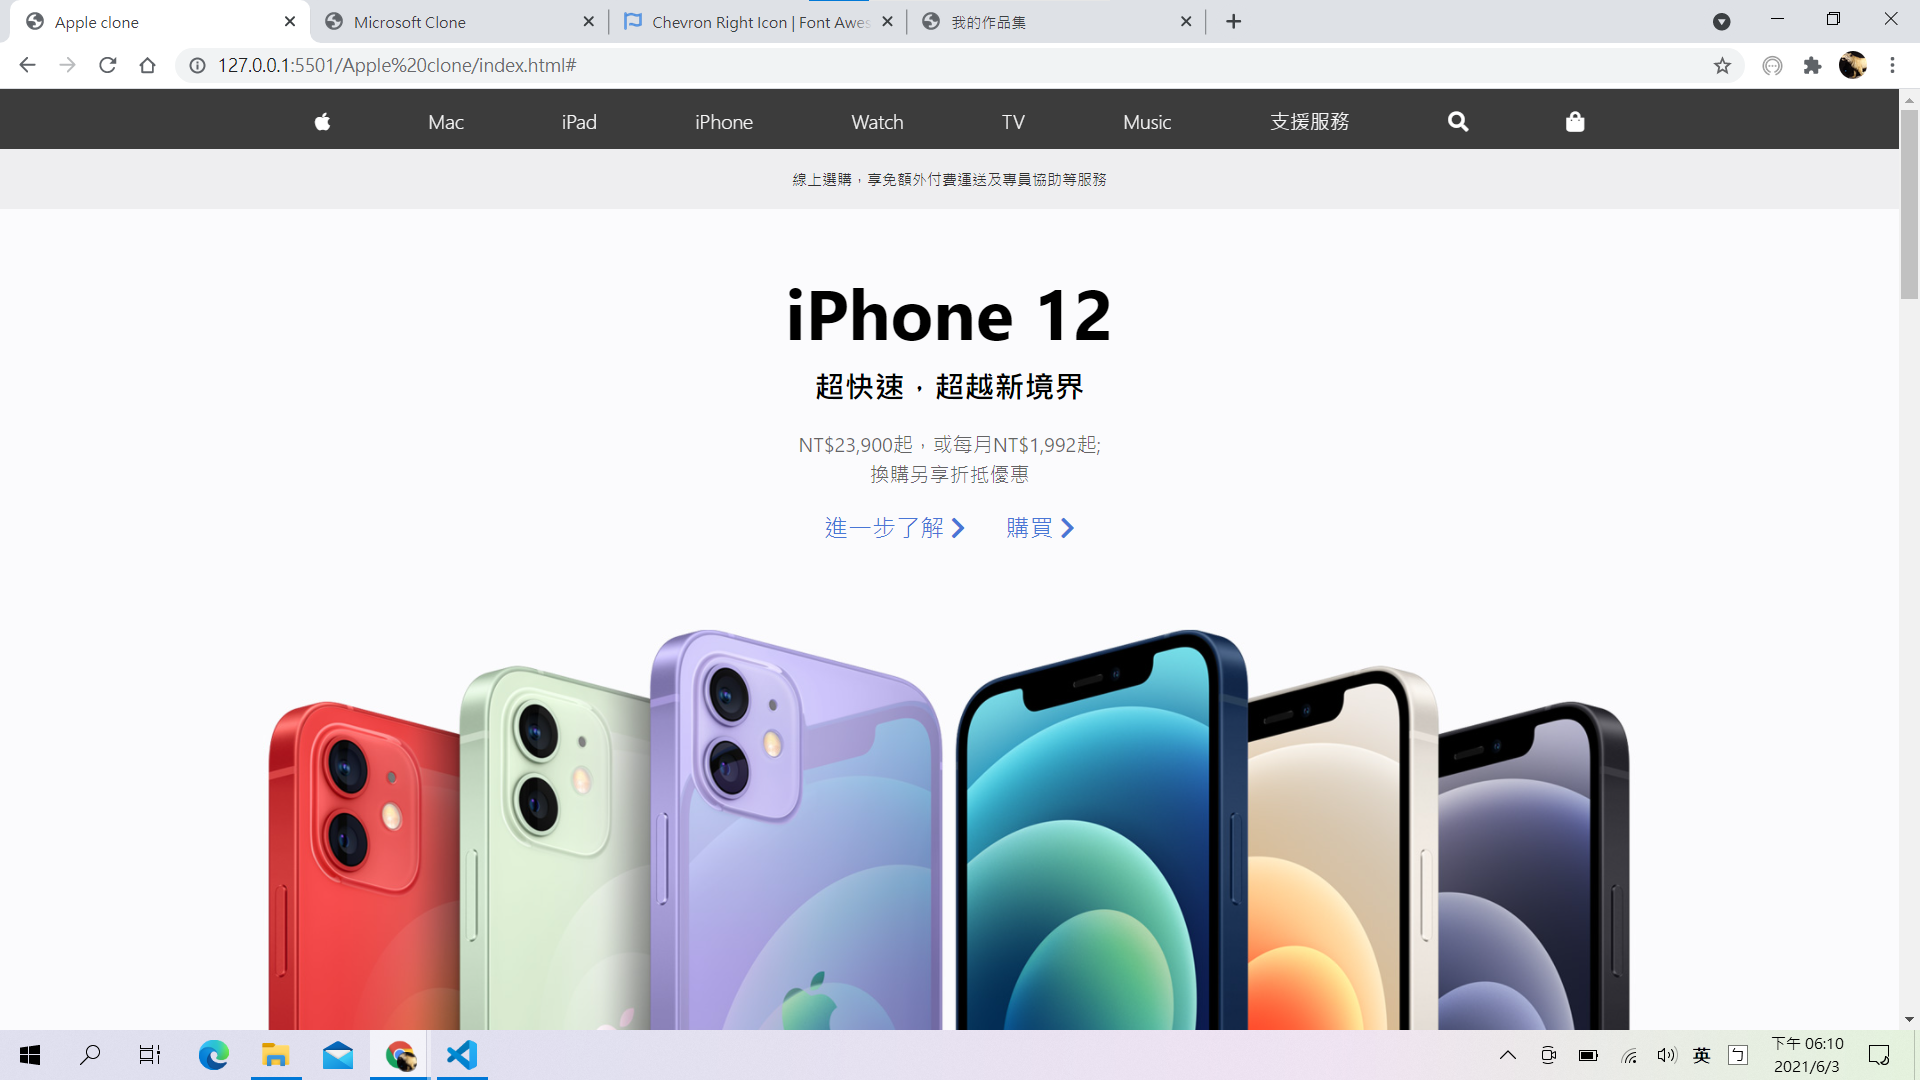 Apple clone
Microsoft Clone
Chevron Right Icon | Font Awes
我的作品集
127.0.0.1:5501/Apple%20clone/index.html#
Mac
iPad
iPhone
Watch
TV
Music
支援服務
線上選購，享免額外付費運送及專員協助等服務
iPhone 12
超快速，超越新境界
NT$23,900起，或每月NT$1,992起;
換購另享折抵優惠
進一步了解
購買
英
ㄅ
下午 06:10
2021/6/3